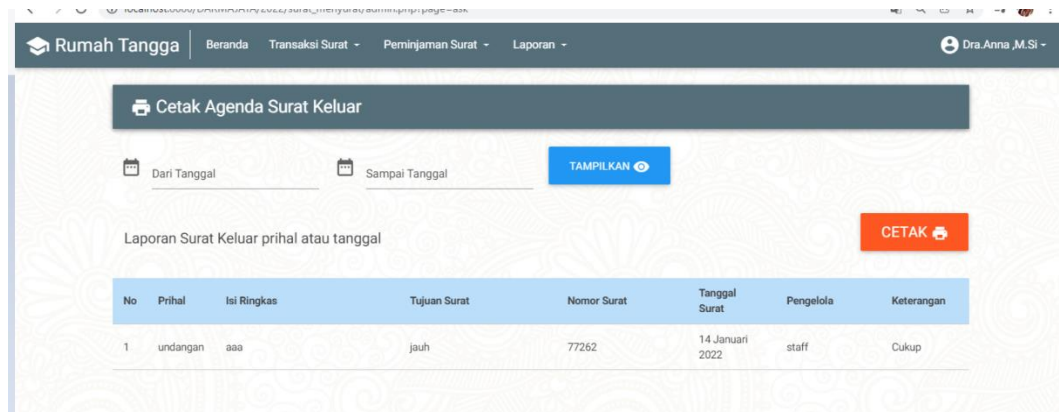 Rumah Tangga Beranda Transaksi Surat Peminjaman Surat Laporan Dra.Anna ,M.Si
Cetak Agenda Surat Keluar
Dari Tanggal Sampai Tanggal TAMPILKAN
Laporan Surat Keluar prihal atau tanggal CETAK
No Prihal Isi Ringkas Tujuan Surat Nomor Surat Tanggal Surat Pengelola Keterangan
1 undangan aaa jauh 77262 14 Januari 2022 staff Cukup